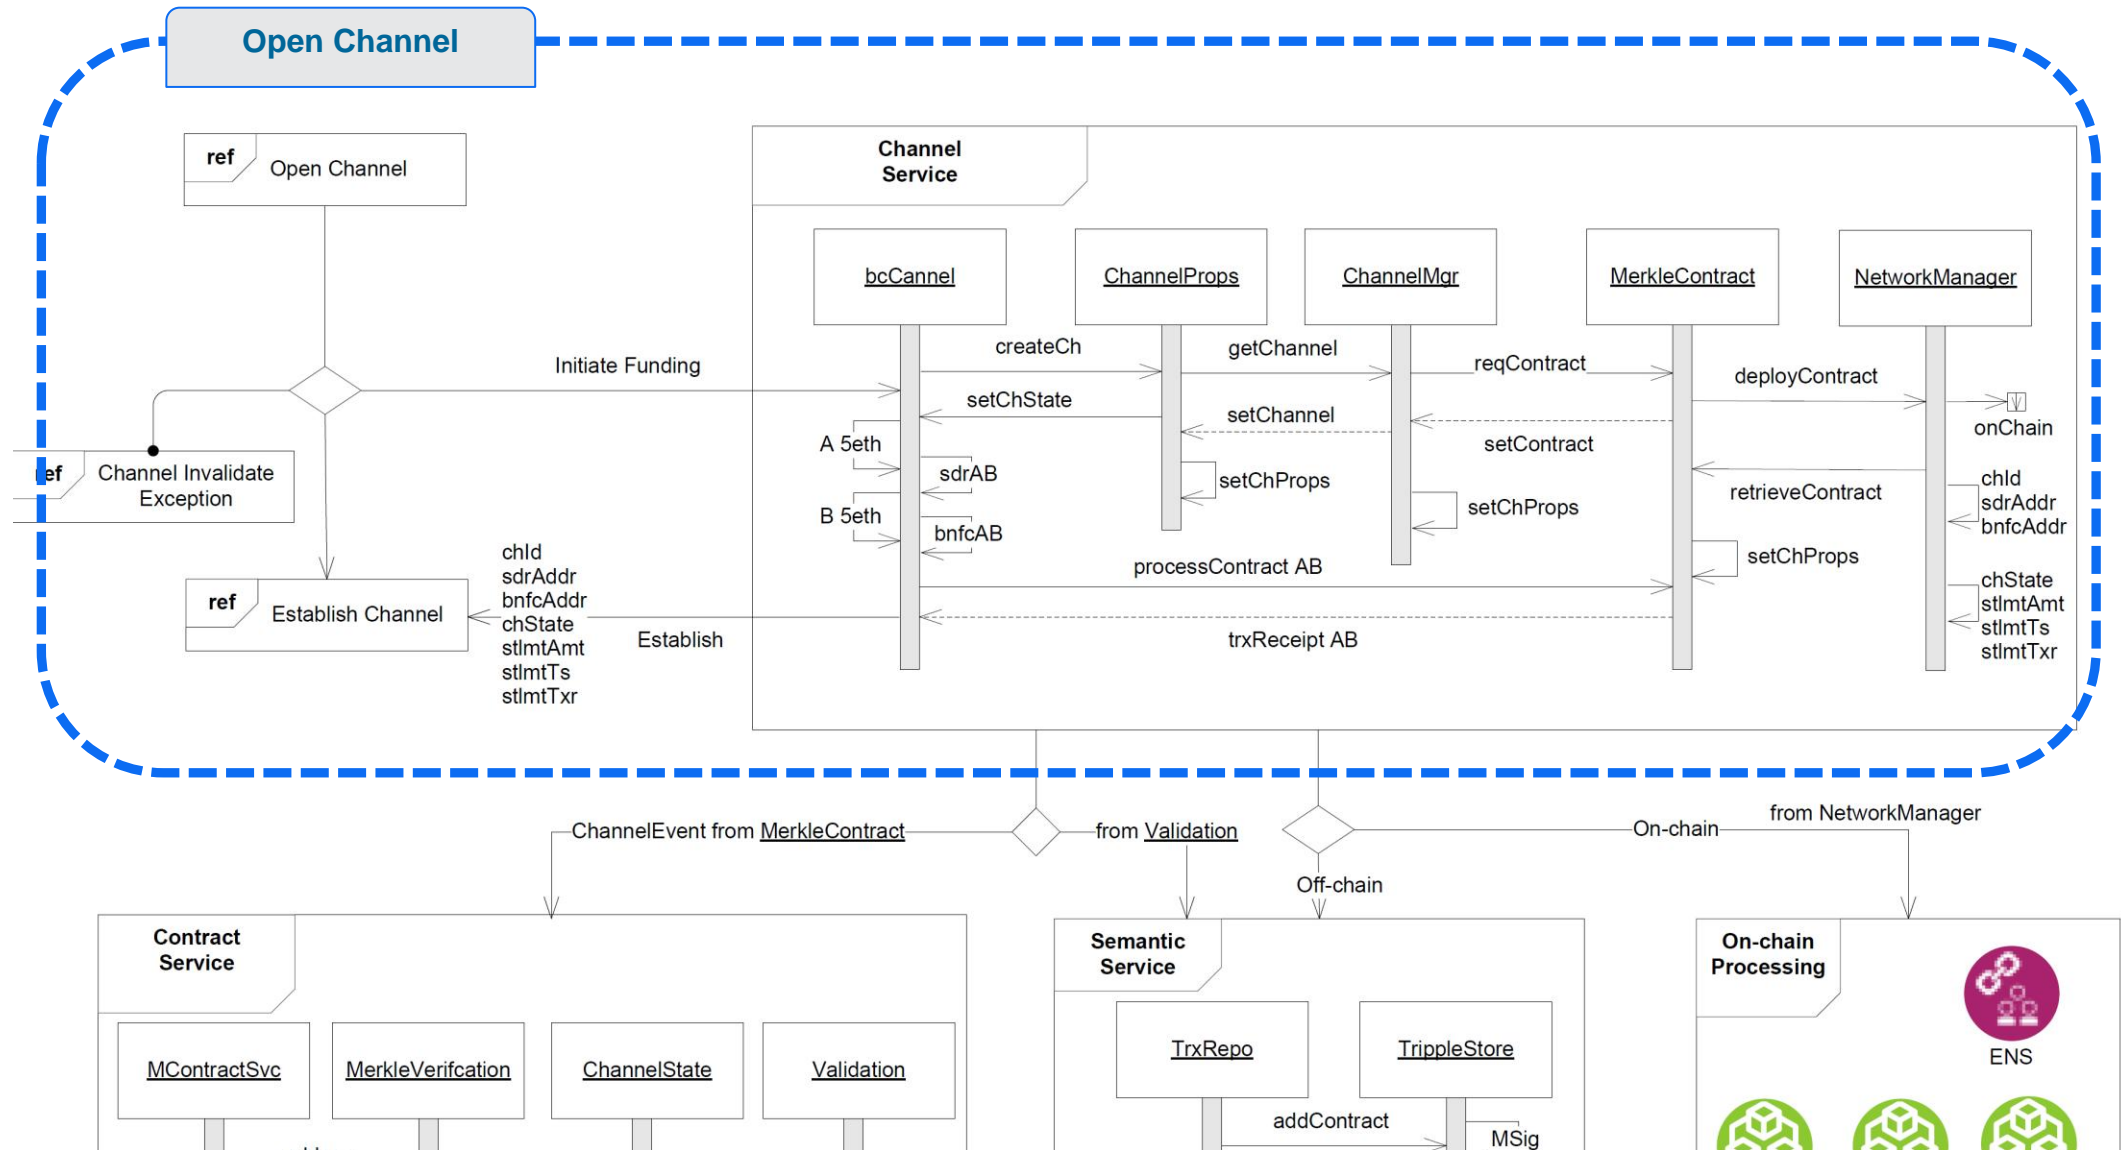 Open Channel
ref
Open Channel
Channel
Service
bcCannel
ChannelProps
ChannelMgr
MerkleContract
NetworkManager
createCh
getChannel
reqContract
deployContract
Initiate Funding
setChState
setChannel
setContract
onChain
A 5eth
sdrAB
setChProps
setChProps
retrieveContract
chId
sdrAddr
bnfcAddr
B 5eth
bnfcAB
setChProps
ref
Channel Invalidate
Exception
processContract AB
chState
stlmtAmt
stlmtTs
stlmtTxr
ref
Establish Channel
chId
sdrAddr
bnfcAddr
chState
stlmtAmt
stlmtTs
stlmtTxr
Establish
trxReceipt AB
ChannelEvent from MerkleContract
from Validation
On-chain
from NetworkManager
Off-chain
Contract
Service
MContractSvc
MerkleVerifcation
ChannelState
Validation
Semantic
Service
TrxRepo
TrippleStore
addContract
MSig
On-chain
Processing
ENS